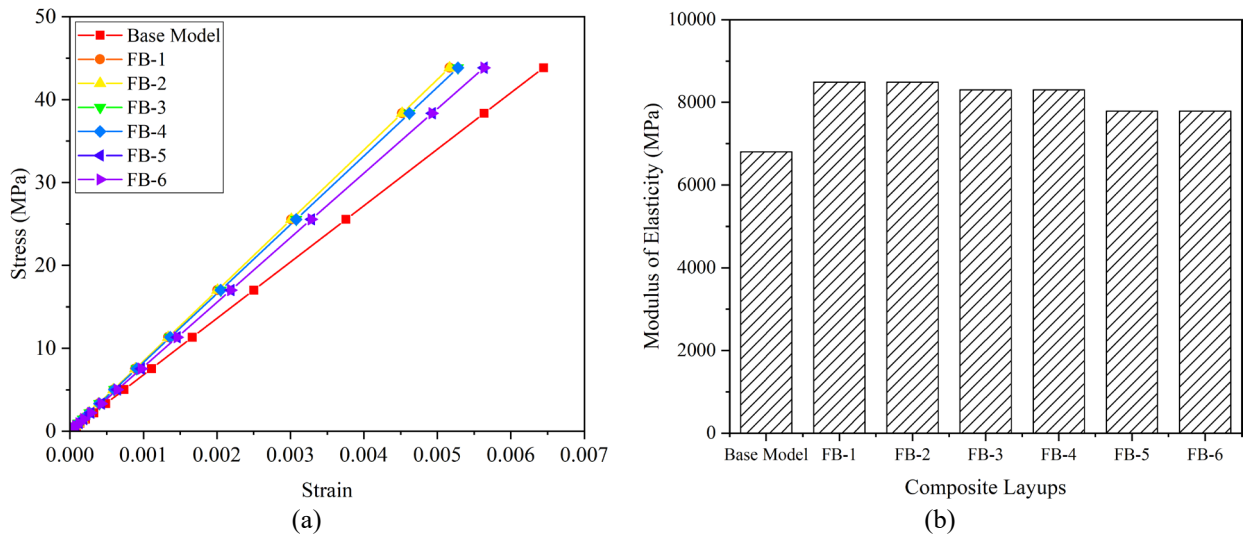 50
40
30
20
10
0
Stress (MPa)
Base Model
FB-1
FB-2
FB-3
FB-4
FB-5
FB-6
0.000 0.001 0.002 0.003 0.004 0.005 0.006 0.007
Strain
(a)
10000
8000
6000
4000
2000
0
Modulus of Elasticity (MPa)
Base Model FB-1 FB-2 FB-3 FB-4 FB-5 FB-6
Composite Layups
(b)